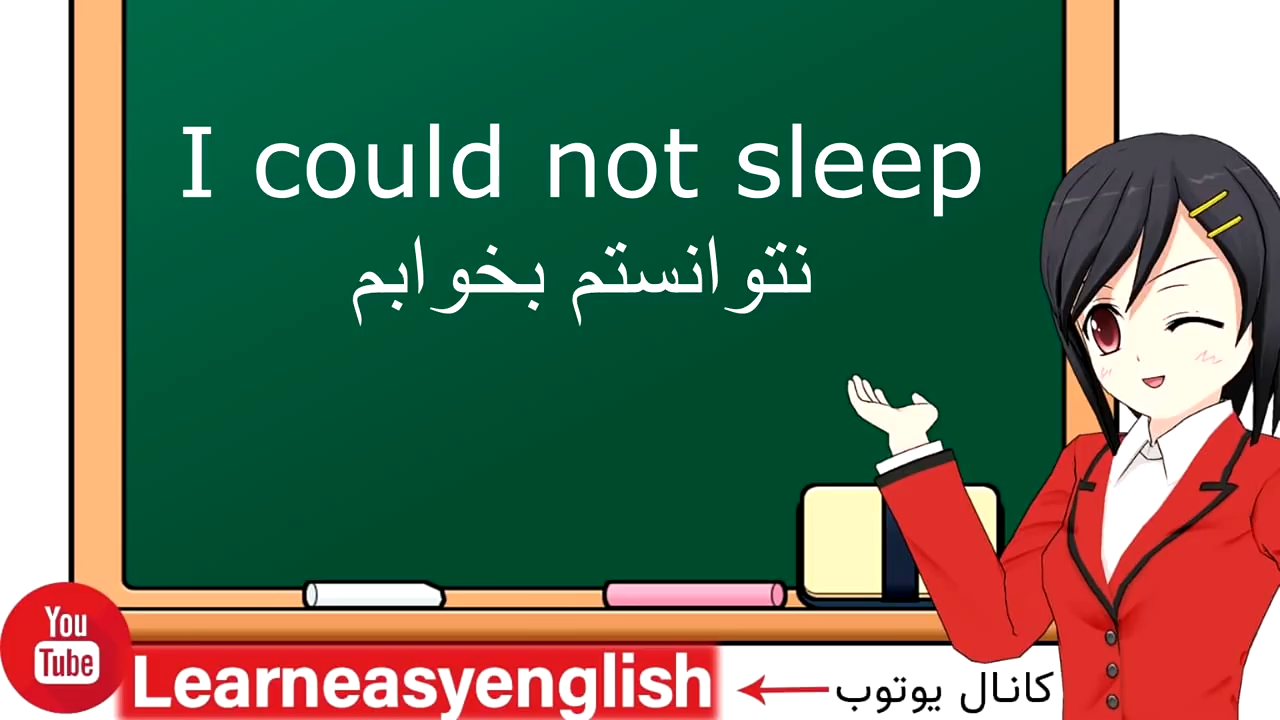 I could not sleep
نتوانستم بخوابم
You
Tube
Learneasyenglish
کانال یوتوب